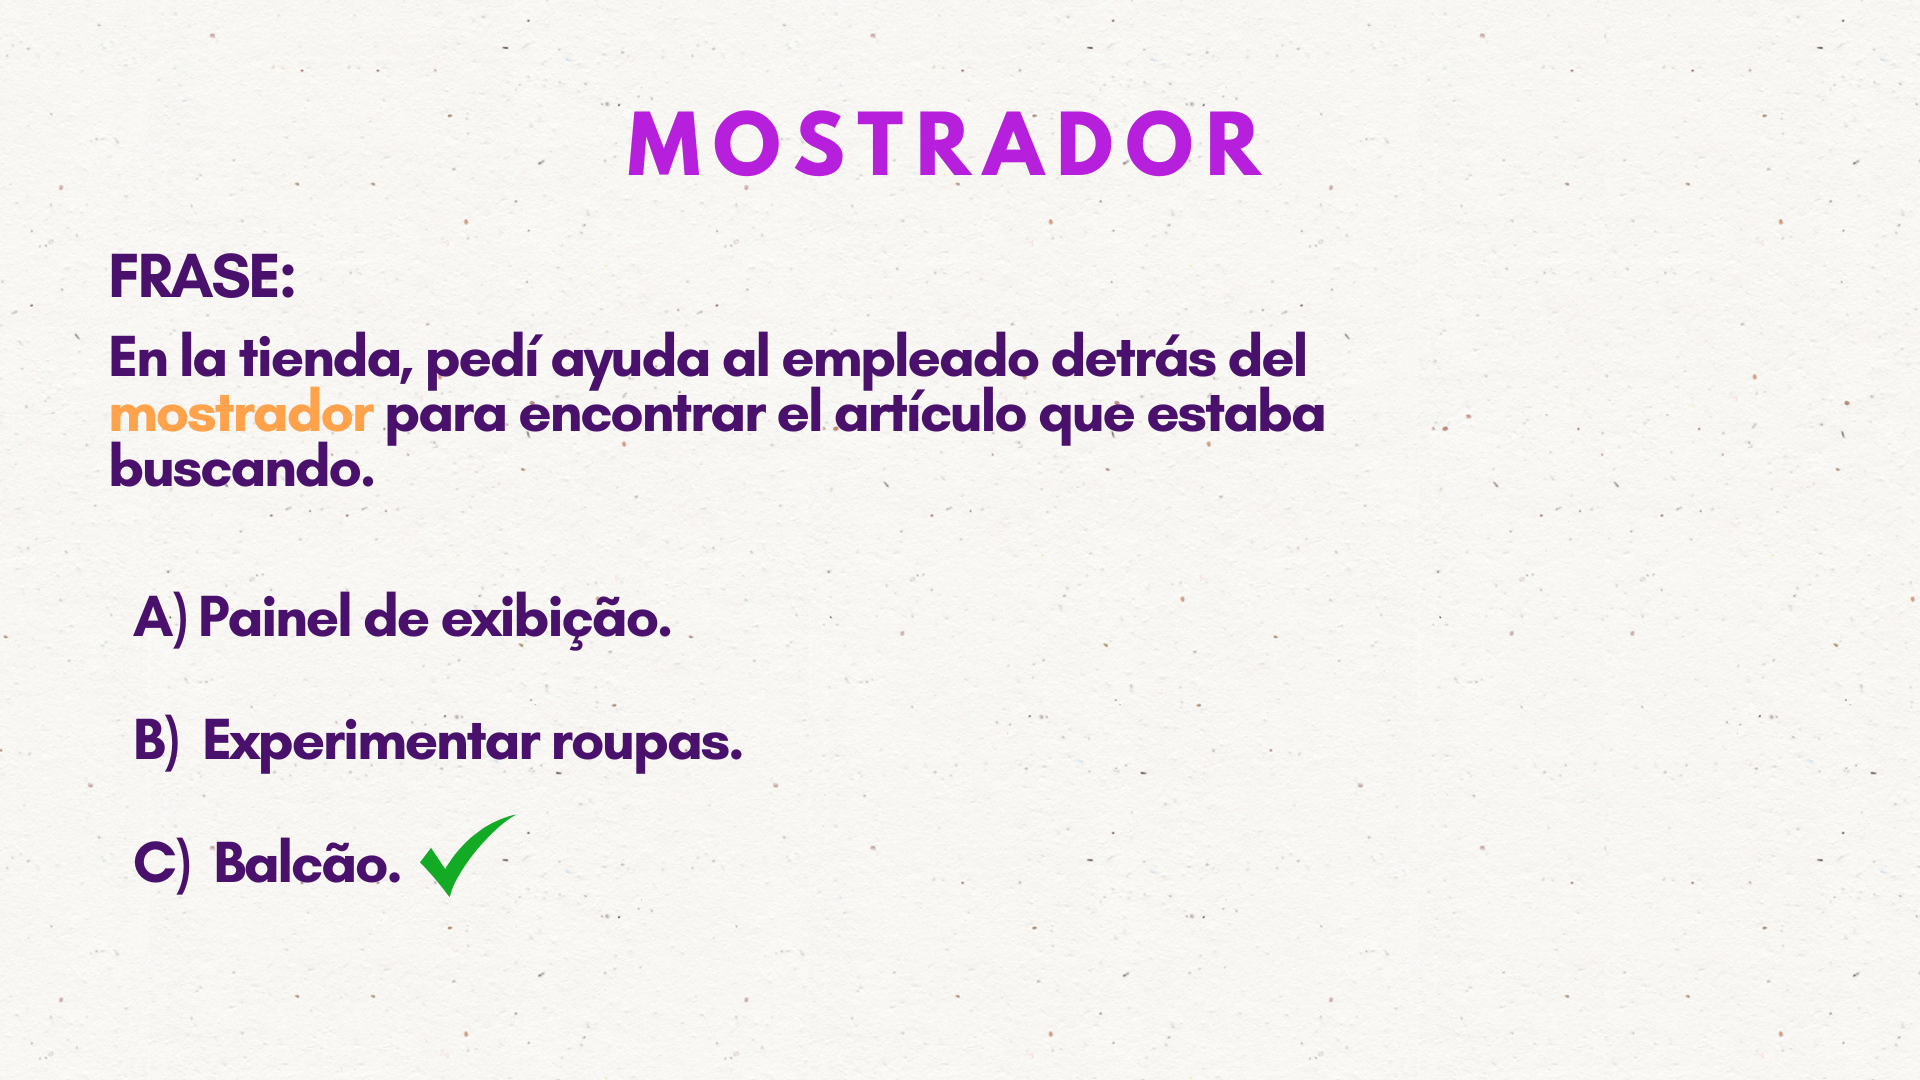 MOSTRADOR
FRASE:
En la tienda, pedí ayuda al empleado detrás del
mostrador para encontrar el artículo que estaba
buscando.
A) Painel de exibição.
B) Experimentar roupas.
C) Balcão.